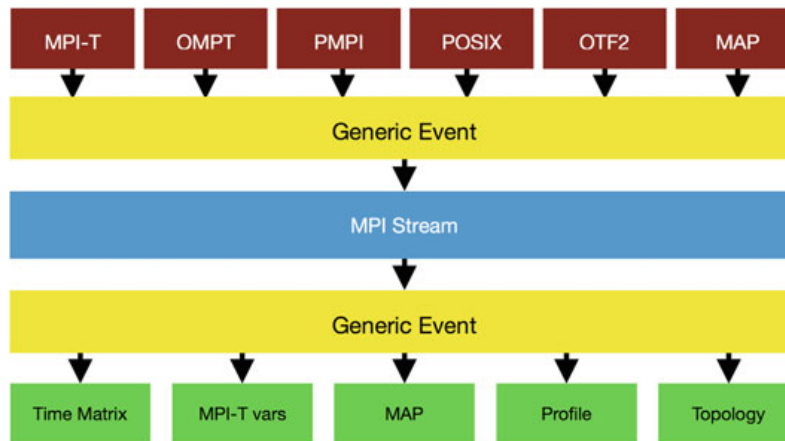 MPI-T OMPT PMPI POSIX OTF2 MAP
Generic Event
MPI Stream
Generic Event
Time Matrix MPI-T vars MAP Profile Topology